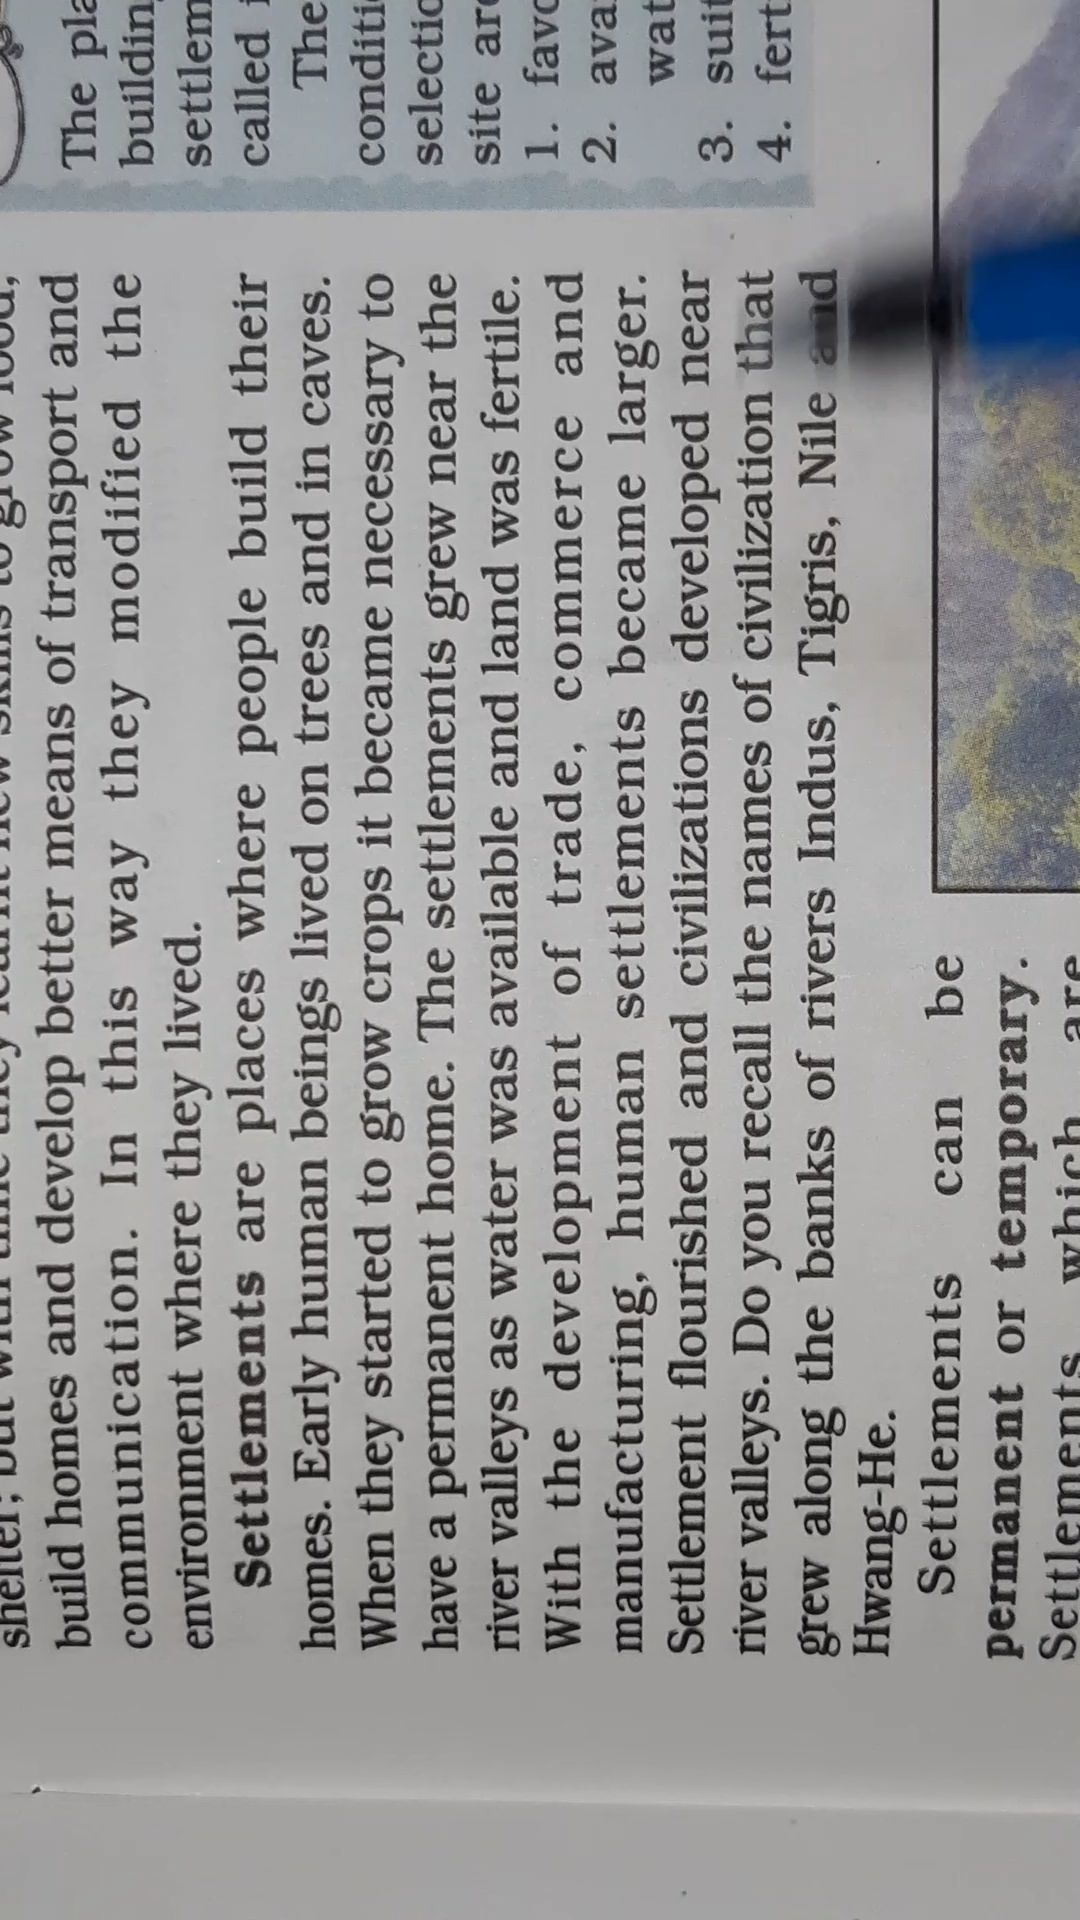 build homes and develop better means of transport and
communication. In this way they modified the
environment where they lived.
Settlements are places where people build their
homes. Early human beings lived on trees and in caves.
When they started to grow crops it became necessary to
have a permanent home. The settlements grew near the
river valleys as water was available and land was fertile.
With the development of trade, commerce and
manufacturing, human settlements became larger.
Settlement flourished and civilizations developed near
river valleys. Do you recall the names of civilization that
grew along the banks of rivers Indus, Tigris, Nile and
Hwang-He.
Settlements can be
permanent or temporary.
Settlements which are
The pla
building
settlem
called i
The
conditi
selectio
site are
1. favo
2. ava
wat
3. suit
4. fert